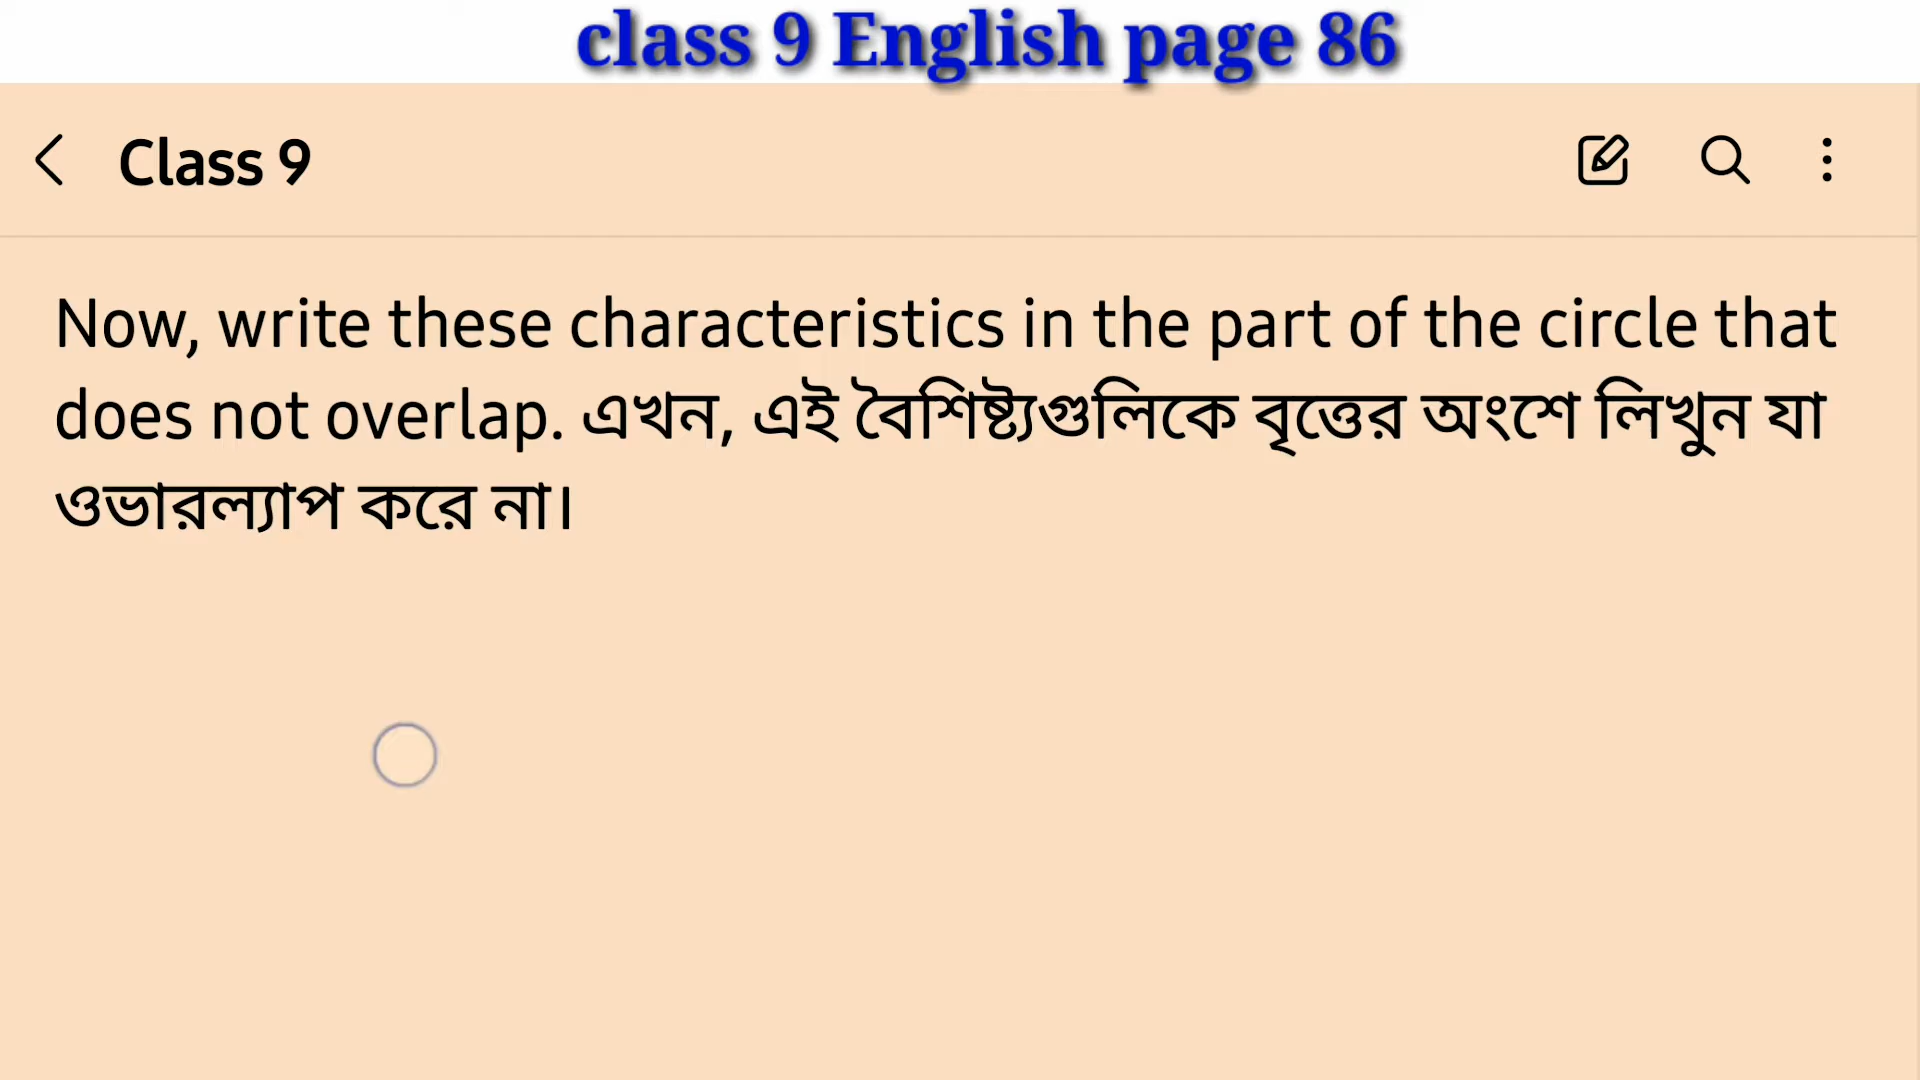 class 9 English page 86
Class 9
Now, write these characteristics in the part of the circle that
does not overlap. এখন, এই বৈশিষ্ট্যগুলিকে বৃত্তের অংশে লিখুন যা
ওভারল্যাপ করে না।